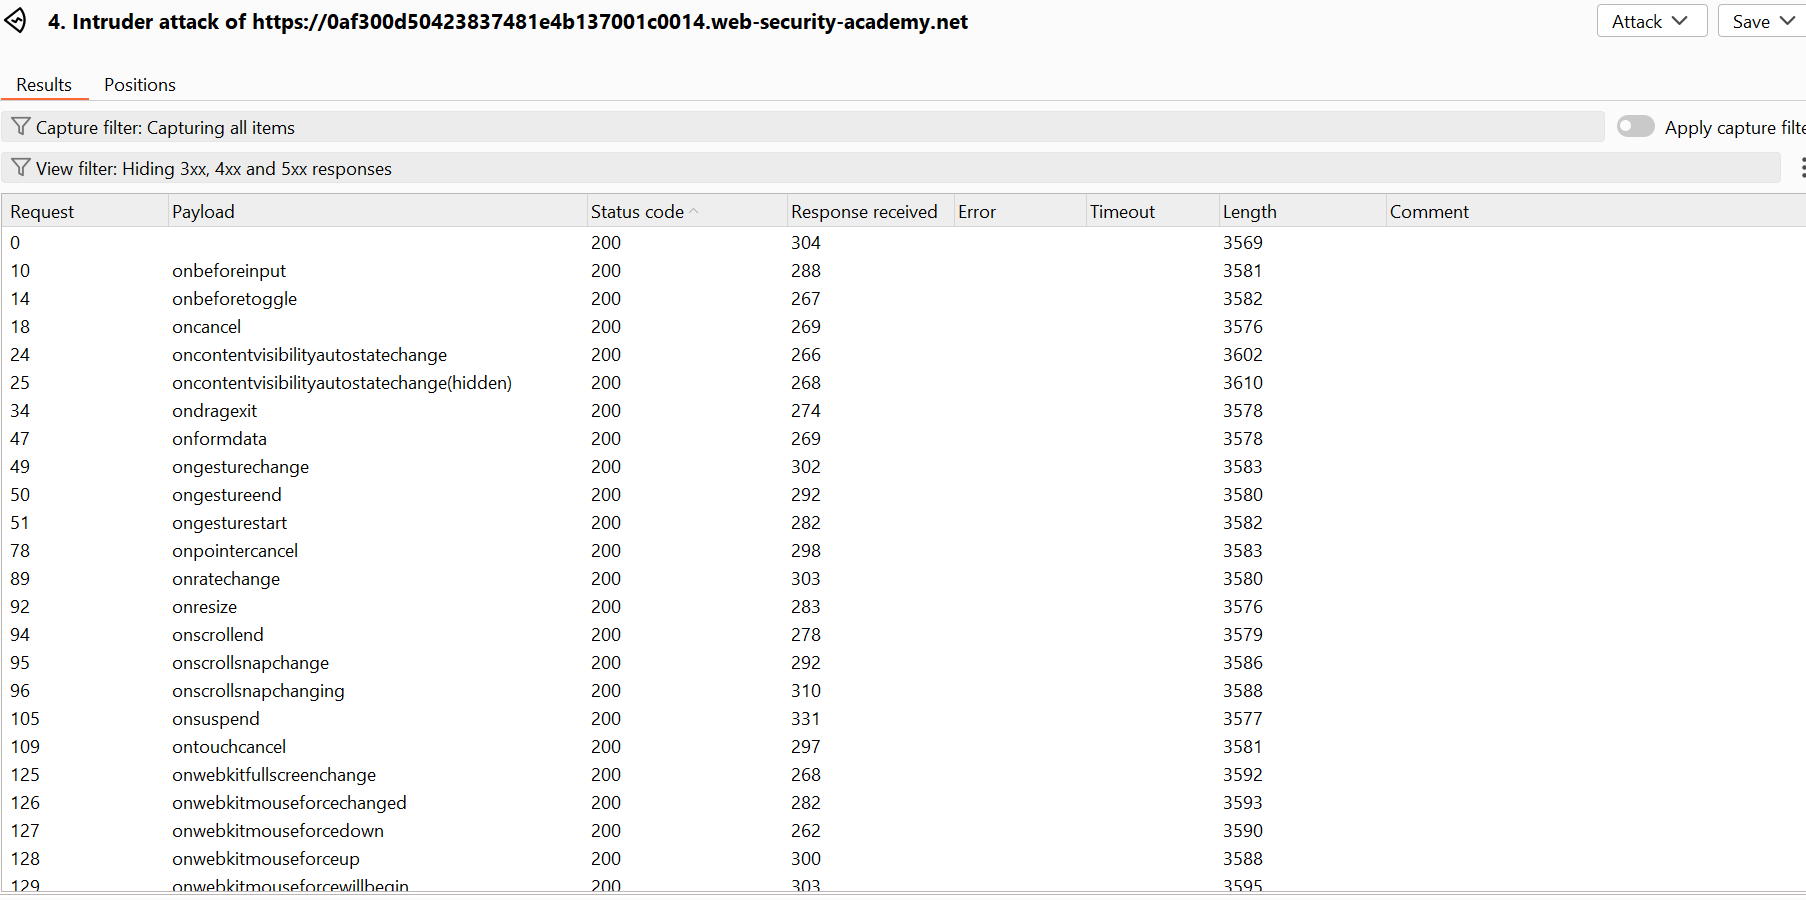 4. Intruder attack of https://0af300d50423837481e4b137001c0014.web-security-academy.net Attack Save
Results Positions
Capture filter: Capturing all items Apply capture filte
View filter: Hiding 3xx, 4xx and 5xx responses
Request Payload Status code Response received Error Timeout Length Comment
0 200 304 3569
10 onbeforeinput 200 288 3581
14 onbeforetoggle 200 267 3582
18 oncancel 200 269 3576
24 oncontentvisibilityautostatechange 200 266 3602
25 oncontentvisibilityautostatechange(hidden) 200 268 3610
34 ondragexit 200 274 3578
47 onformdata 200 269 3578
49 ongesturechange 200 302 3583
50 ongestureend 200 292 3580
51 ongesturestart 200 282 3582
78 onpointercancel 200 298 3583
89 onratechange 200 303 3580
92 onresize 200 283 3576
94 onscrollend 200 278 3579
95 onscrollsnapchange 200 292 3586
96 onscrollsnapchanging 200 310 3588
105 onsuspend 200 331 3577
109 ontouchcancel 200 297 3581
125 onwebkitfullscreenchange 200 268 3592
126 onwebkitmouseforcechanged 200 282 3593
127 onwebkitmouseforcedown 200 262 3590
128 onwebkitmouseforceup 200 300 3588
129 onwebkitmouseforcewillbegin 200 303 3595